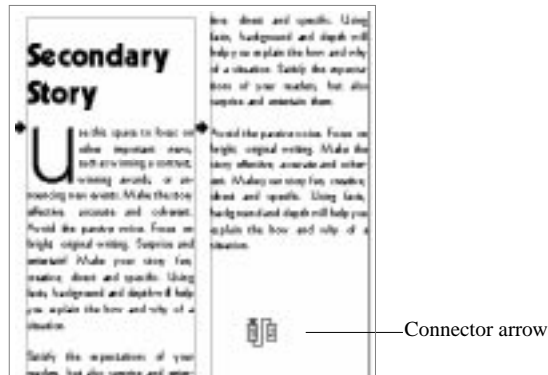 Secondary
Story
Use this space to focus on
other important news,
such as winning a contract,
winning awards, or an-
nouncing new events. Make the story
effective, accurate and coherent.
Avoid the passive voice. Focus on
bright, original writing. Surprise and
entertain! Make your story fun,
creative, direct and specific. Using
facts, background and depth will help
you explain the how and why of a
situation.
Satisfy the expectations of your
readers, but also surprise and enter-
tive, direct and specific. Using
facts, background and depth will
help you explain the how and why
of a situation. Satisfy the expecta-
tions of your readers, but also
surprise and entertain them.
Avoid the passive voice. Focus on
bright, original writing. Make the
story effective, accurate and coher-
ent. Make your story fun, creative,
direct and specific. Using facts,
background and depth will help you
explain the how and why of a
situation.
Connector arrow